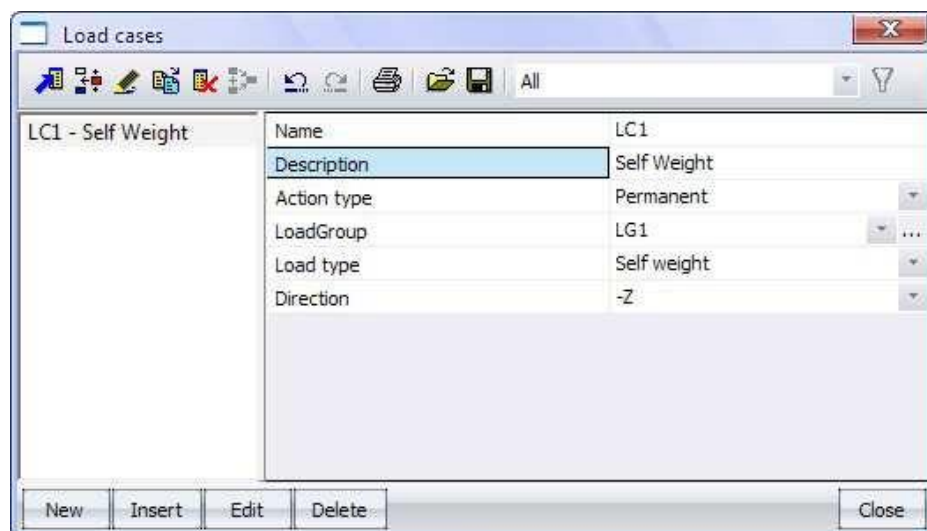 Load cases
All
LC1 - Self Weight
Name LC1
Description Self Weight
Action type Permanent
LoadGroup LG1 ...
Load type Self weight
Direction -Z
New Insert Edit Delete Close